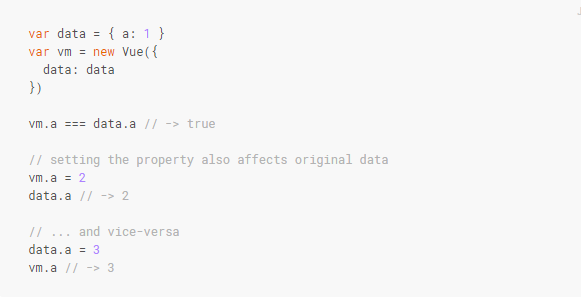 var data = { a: 1 }
var vm = new Vue({
  data: data
})

vm.a === data.a // -> true

// setting the property also affects original data
vm.a = 2
data.a // -> 2

// ... and vice-versa
data.a = 3
vm.a // -> 3